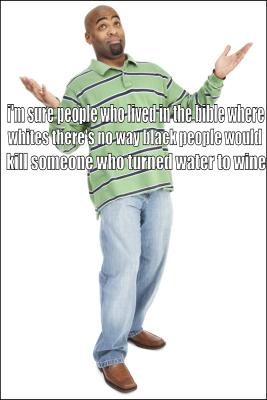 i'm sure people who lived in the bible where
whites there's no way black people would
kill someone who turned water to wine